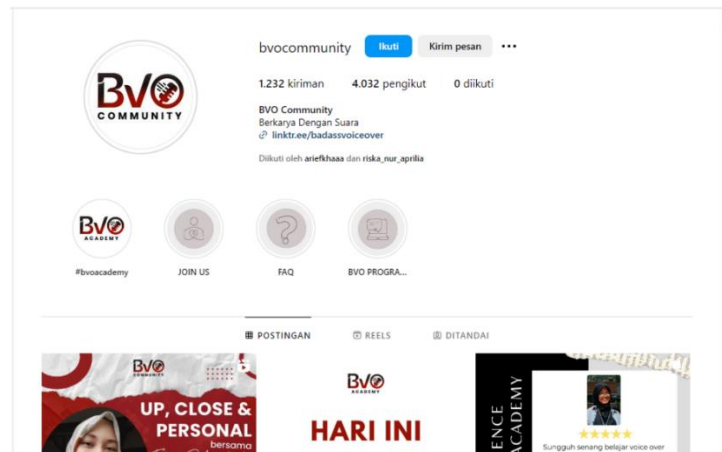 bvocommunity Ikuti Kirim pesan
1.232 kiriman 4.032 pengikut 0 diikuti
BVO Community
Berkarya Dengan Suara
linktr.ee/badassvoiceover
Diikuti oleh ariefkhaaa dan riska_nur_aprilia
BVO
COMMUNITY
BVO
ACADEMY
#bvoacademy JOIN US FAQ BVO PROGRA...
POSTINGAN REELS DITANDAI
BVO
COMMUNITY
UP, CLOSE &
PERSONAL
bersama
BVO
ACADEMY
HARI INI
ENCE
ACADEMY
Sungguh senang belajar voice over